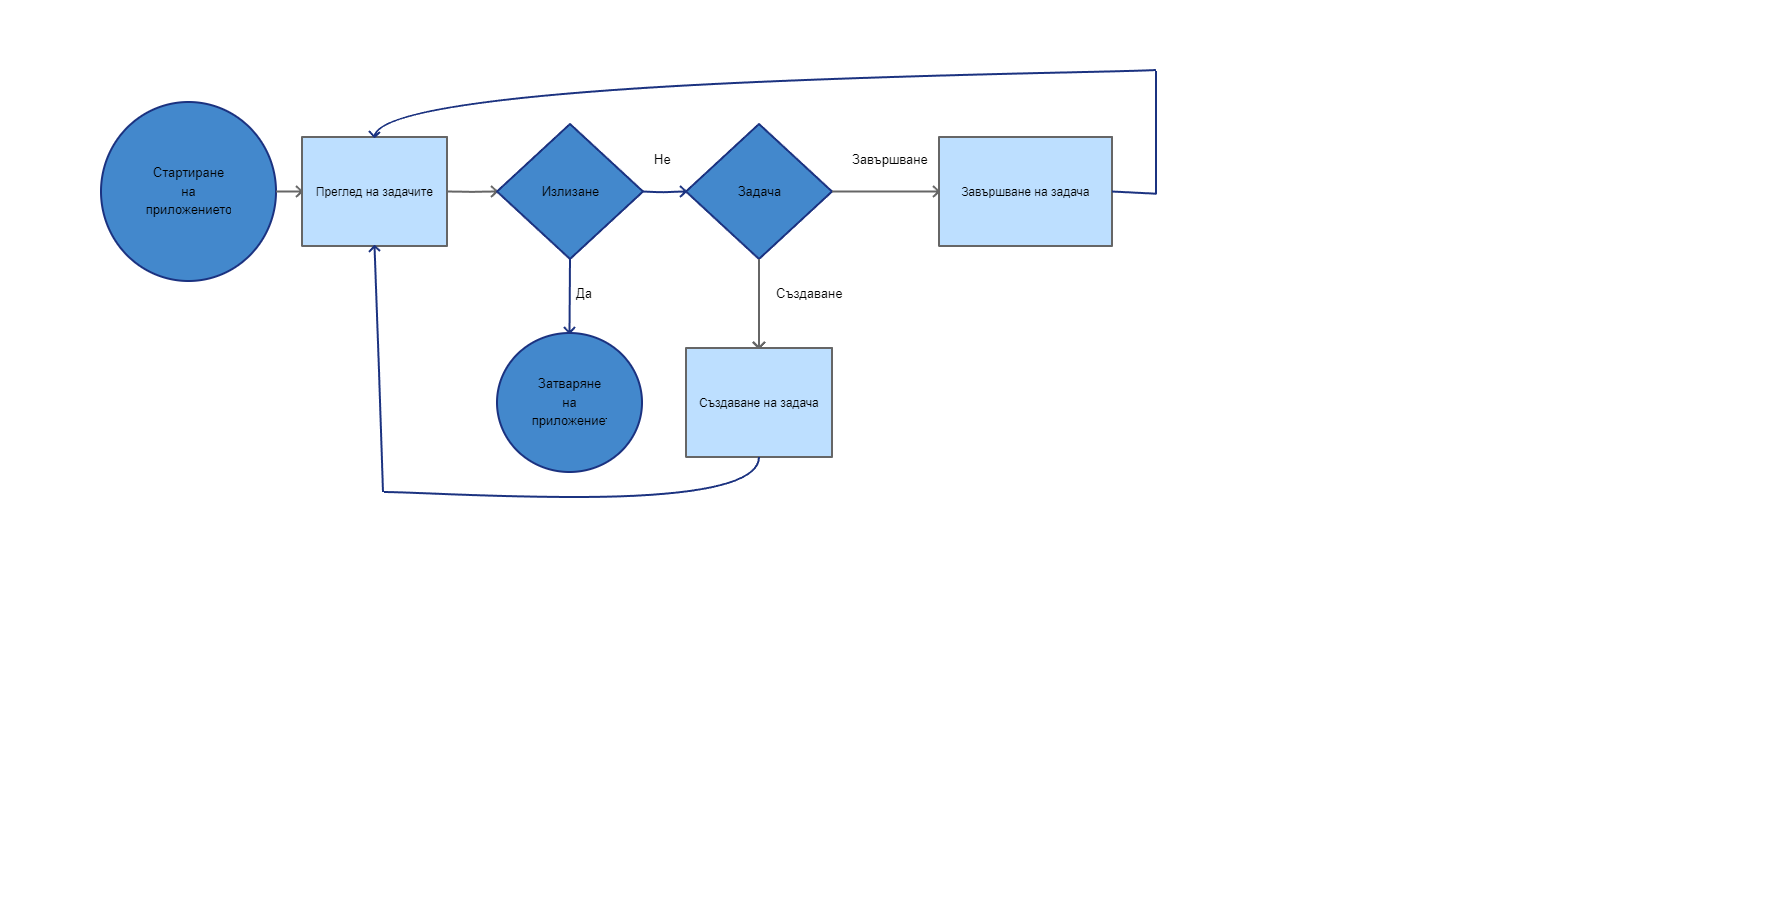 Стартиране
на
приложението
Преглед на задачите
Излизане
Не
Задача
Завършване
Завършване на задача
Да
Създаване
Затваряне
на
приложение
Създаване на задача